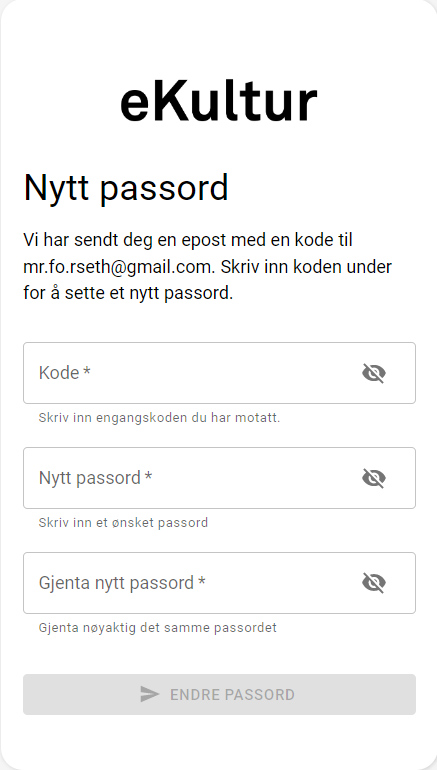 eKultur
Nytt passord
Vi har sendt deg en epost med en kode til
mr.fo.rseth@gmail.com. Skriv inn koden under
for å sette et nytt passord.
Kode *
Skriv inn engangskoden du har motatt.
Nytt passord *
Skriv inn et ønsket passord
Gjenta nytt passord *
Gjenta nøyaktig det samme passordet
ENDRE PASSORD